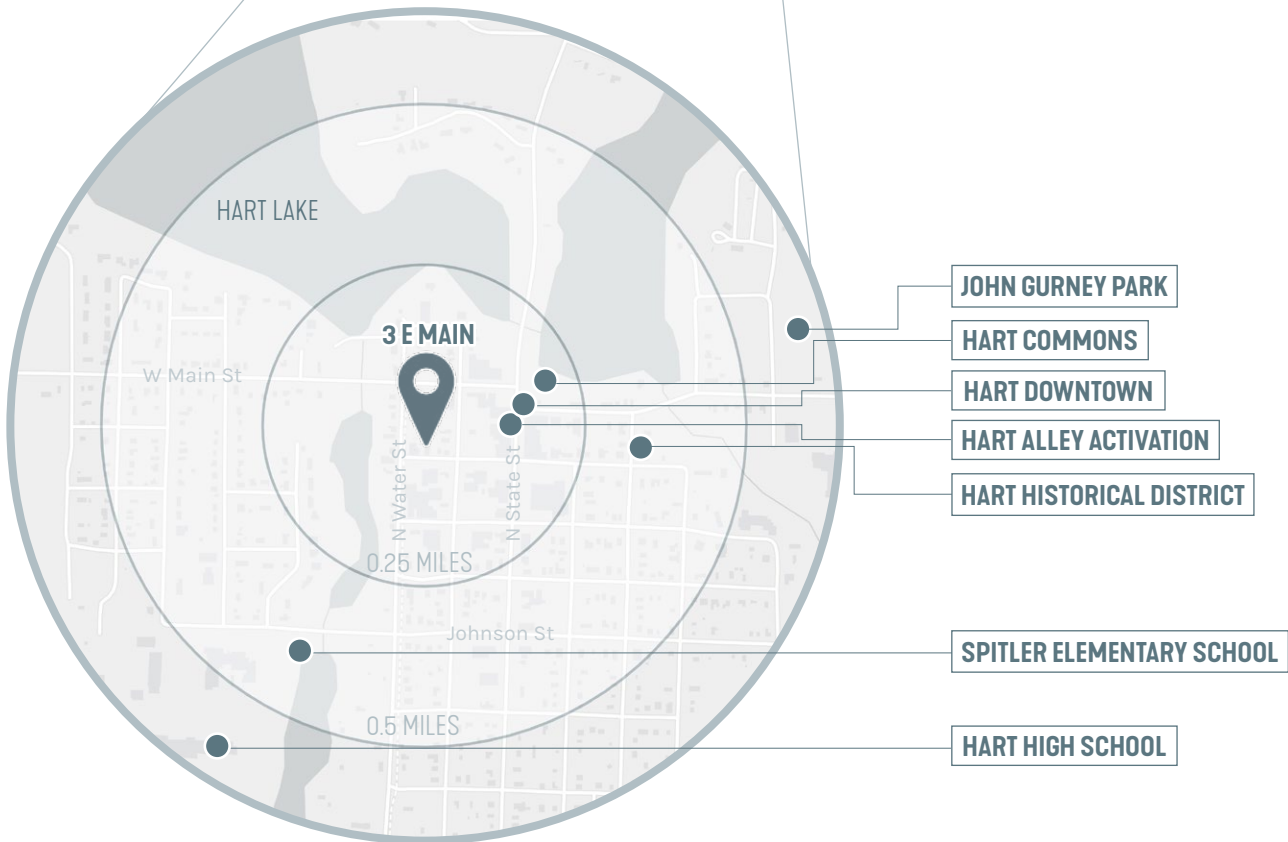 HART LAKE
3 E MAIN
W Main St
N Water St
N State St
0.25 MILES
Johnson St
0.5 MILES
JOHN GURNEY PARK
HART COMMONS
HART DOWNTOWN
HART ALLEY ACTIVATION
HART HISTORICAL DISTRICT
SPITLER ELEMENTARY SCHOOL
HART HIGH SCHOOL